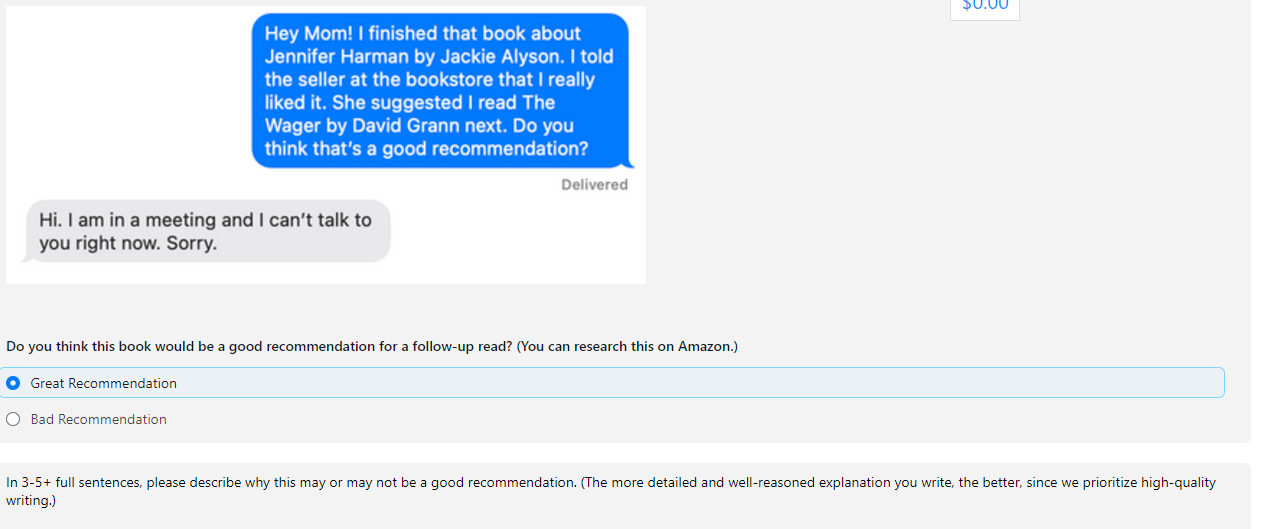 $0.00
Hey Mom! I finished that book about
Jennifer Harman by Jackie Alyson. I told
the seller at the bookstore that I really
liked it. She suggested I read The
Wager by David Grann next. Do you
think that's a good recommendation?
Delivered
Hi. I am in a meeting and I can't talk to
you right now. Sorry.
Do you think this book would be a good recommendation for a follow-up read? (You can research this on Amazon.)
Great Recommendation
Bad Recommendation
In 3-5+ full sentences, please describe why this may or may not be a good recommendation. (The more detailed and well-reasoned explanation you write, the better, since we prioritize high-quality
writing.)